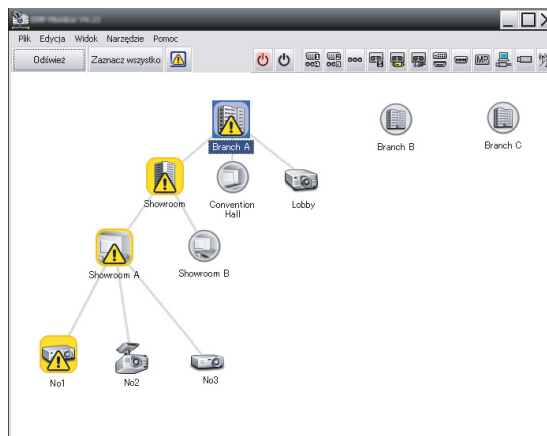 Plik Edycja Widok Narzędzie Pomoc
Odśwież Zaznacz wszystko
MP
Branch A
Branch B
Branch C
Showroom
Convention
Hall
Lobby
Showroom A
Showroom B
No1
No2
No3